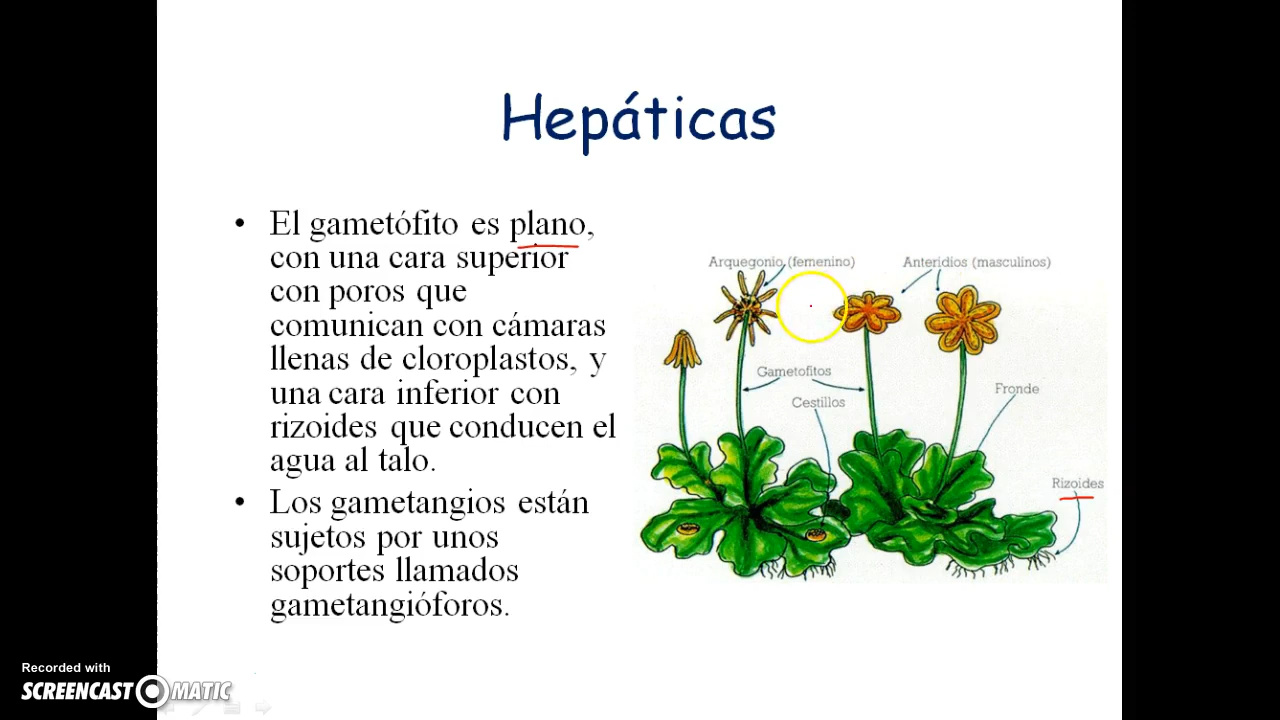 Hepáticas
• El gametófito es plano,
con una cara superior
con poros que
comunican con cámaras
llenas de cloroplastos, y
una cara inferior con
rizoides que conducen el
agua al talo.
• Los gametangios están
sujetos por unos
soportes llamados
gametangióforos.
Arquegonio (femenino)
Anteridios (masculinos)
Gametofitos
Cestillos
Fronde
Rizoides
Recorded with
SCREENCAST-O-MATIC